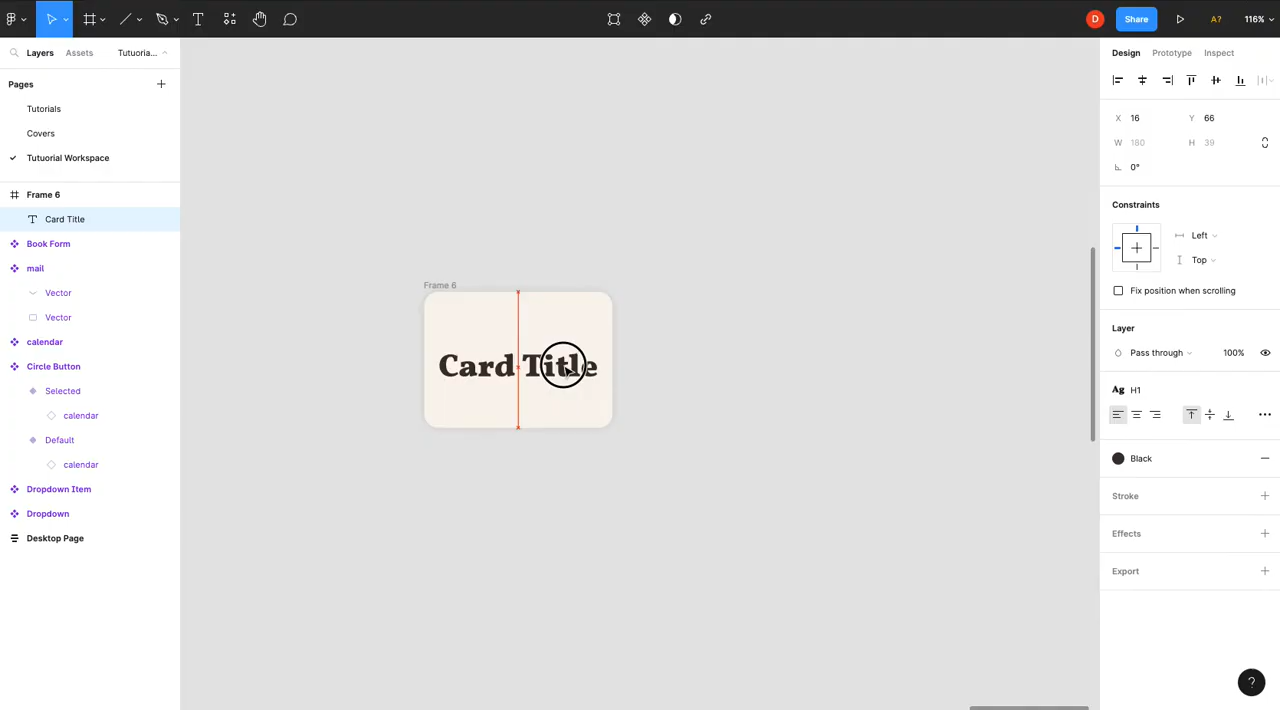 D
Share
A?
116%
Layers
Assets
Tutuoria...
Pages
Tutorials
Covers
Tutuorial Workspace
Frame 6
Card Title
Book Form
mail
Vector
Vector
calendar
Circle Button
Selected
calendar
Default
calendar
Dropdown Item
Dropdown
Desktop Page
Frame 6
Card Title
Design
Prototype
Inspect
X 16
Y 66
W 180
H 39
0°
Constraints
Left
Top
Fix position when scrolling
Layer
Pass through
100%
Ag H1
Black
Stroke
Effects
Export
?